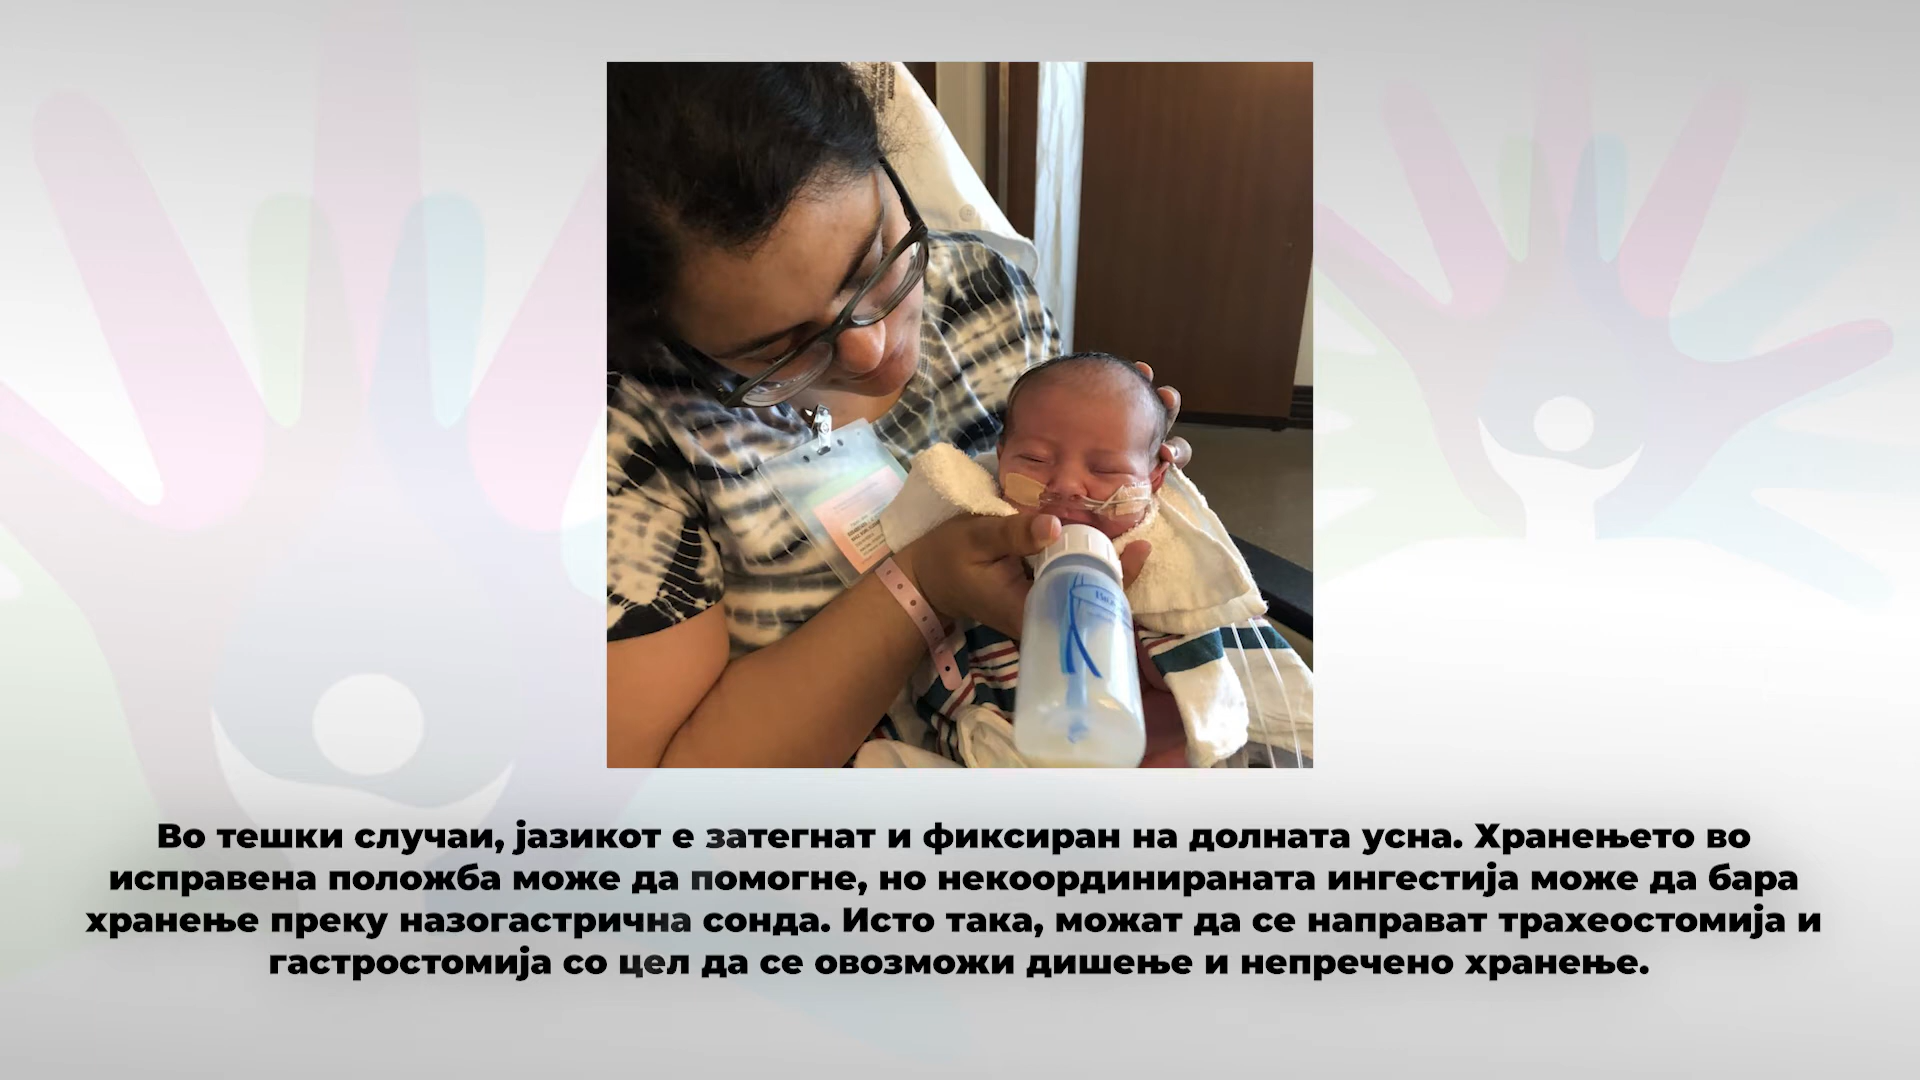 Во тешки случаи, јазикот е затегнат и фиксиран на долната усна. Хранењето во
исправена положба може да помогне, но некоординираната ингестија може да бара
хранење преку назогастрична сонда. Исто така, можат да се направат трахеостомија и
гастростомија со цел да се овозможи дишење и непречено хранење.